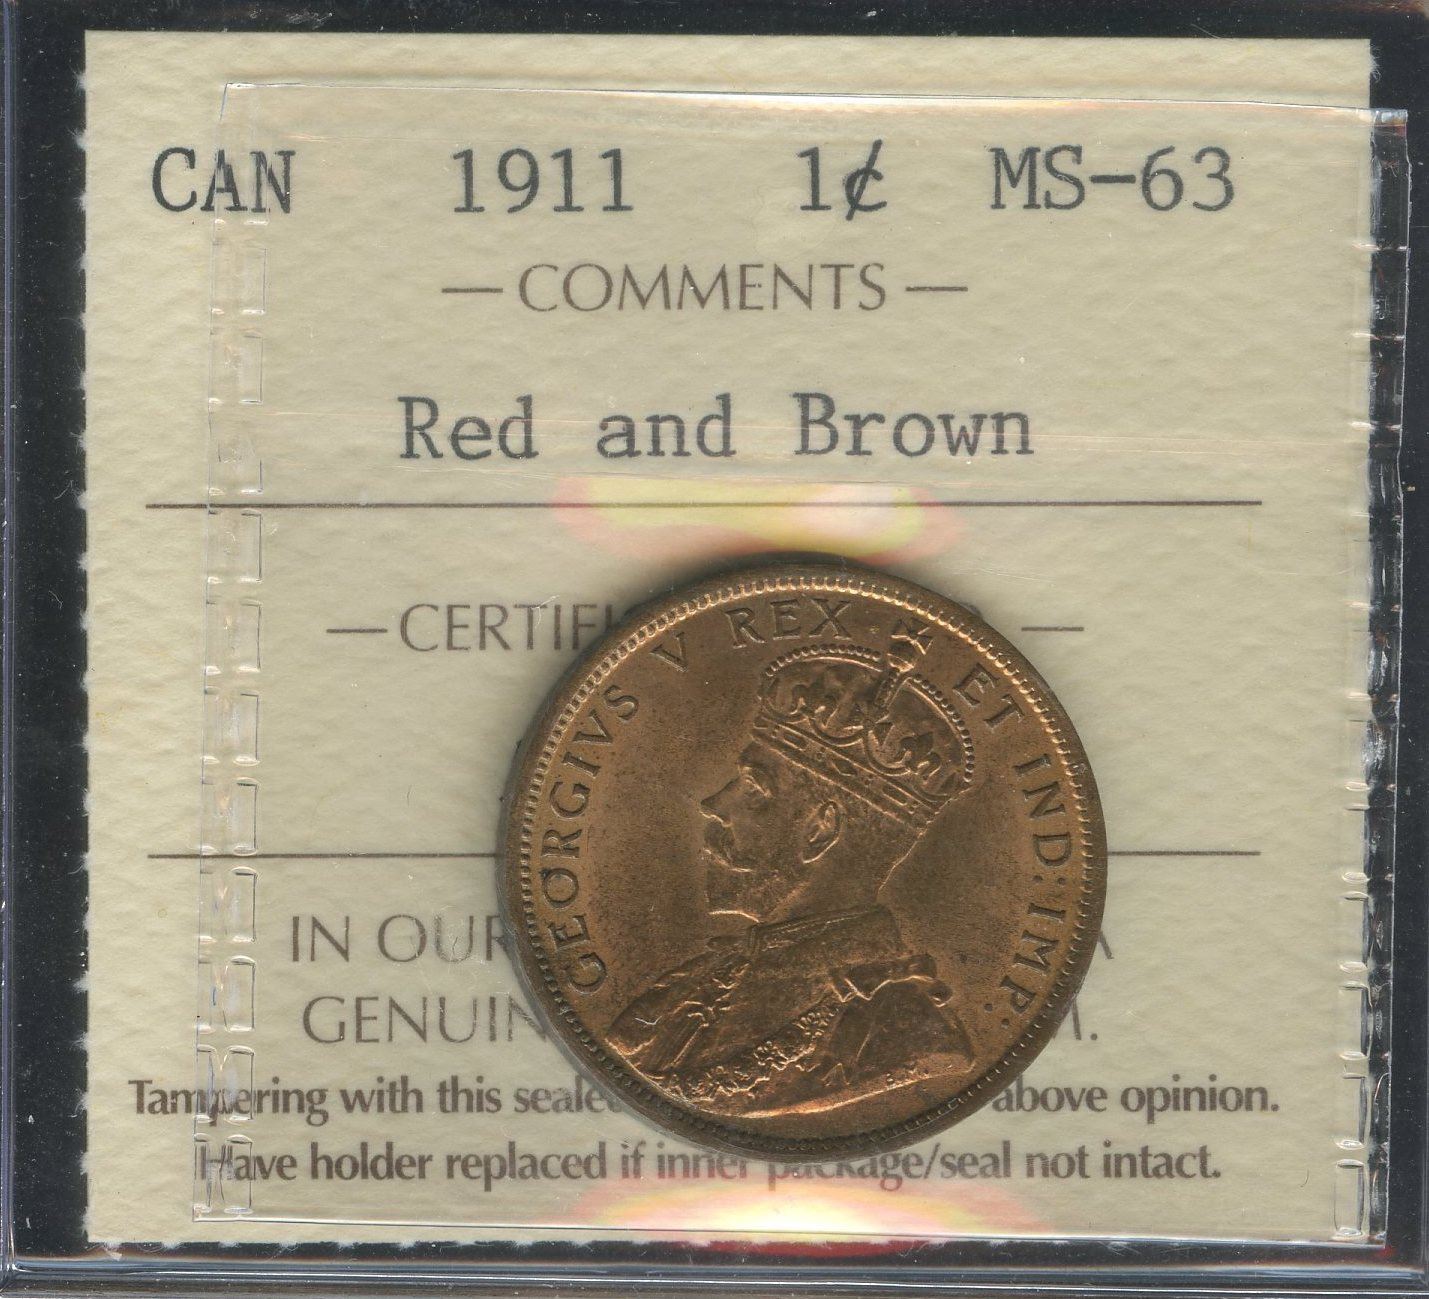 CAN 1911 1¢ MS-63
—COMMENTS—
Red and Brown
GEORGIVS V REX ET IND: IMP:
B.M.
IN OUR
GENUIN
Tampering with this seale above opinion.
Have holder replaced if inner package/seal not intact.